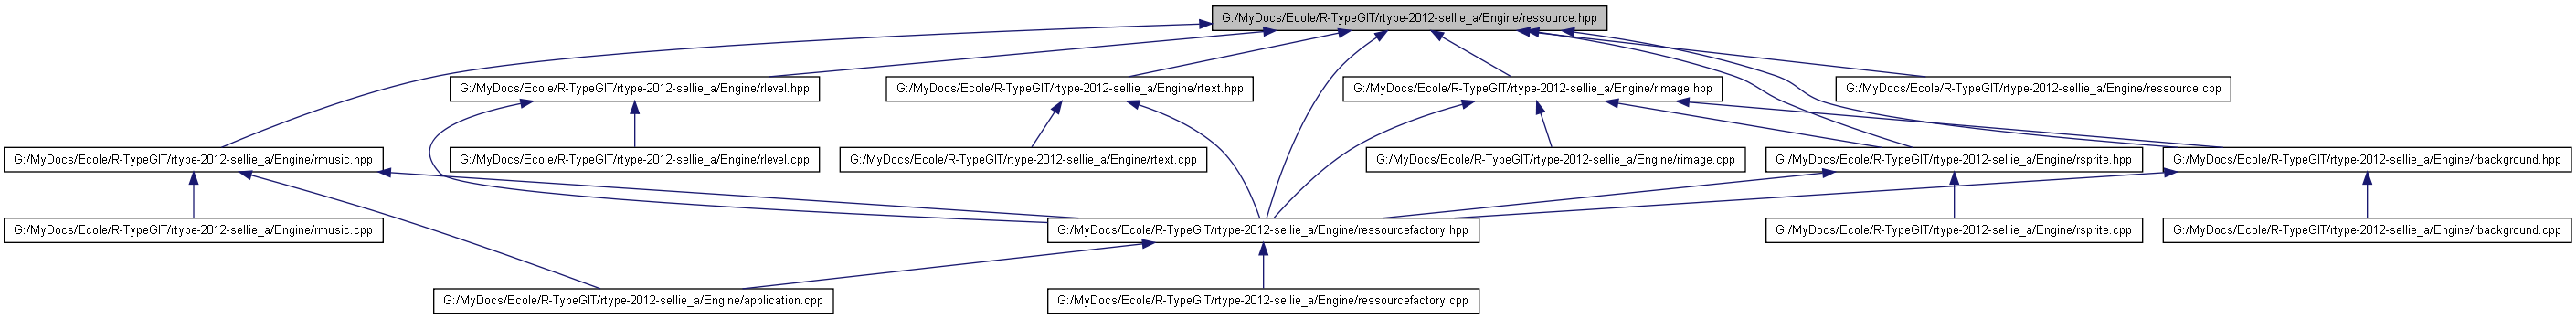 G:/MyDocs/Ecole/R-TypeGIT/rtype-2012-sellie_a/Engine/ressource.hpp
G:/MyDocs/Ecole/R-TypeGIT/rtype-2012-sellie_a/Engine/rlevel.hpp
G:/MyDocs/Ecole/R-TypeGIT/rtype-2012-sellie_a/Engine/rtext.hpp
G:/MyDocs/Ecole/R-TypeGIT/rtype-2012-sellie_a/Engine/rimage.hpp
G:/MyDocs/Ecole/R-TypeGIT/rtype-2012-sellie_a/Engine/ressource.cpp
G:/MyDocs/Ecole/R-TypeGIT/rtype-2012-sellie_a/Engine/rmusic.hpp
G:/MyDocs/Ecole/R-TypeGIT/rtype-2012-sellie_a/Engine/rlevel.cpp
G:/MyDocs/Ecole/R-TypeGIT/rtype-2012-sellie_a/Engine/rtext.cpp
G:/MyDocs/Ecole/R-TypeGIT/rtype-2012-sellie_a/Engine/rimage.cpp
G:/MyDocs/Ecole/R-TypeGIT/rtype-2012-sellie_a/Engine/rsprite.hpp
G:/MyDocs/Ecole/R-TypeGIT/rtype-2012-sellie_a/Engine/rbackground.hpp
G:/MyDocs/Ecole/R-TypeGIT/rtype-2012-sellie_a/Engine/rmusic.cpp
G:/MyDocs/Ecole/R-TypeGIT/rtype-2012-sellie_a/Engine/ressourcefactory.hpp
G:/MyDocs/Ecole/R-TypeGIT/rtype-2012-sellie_a/Engine/rsprite.cpp
G:/MyDocs/Ecole/R-TypeGIT/rtype-2012-sellie_a/Engine/rbackground.cpp
G:/MyDocs/Ecole/R-TypeGIT/rtype-2012-sellie_a/Engine/application.cpp
G:/MyDocs/Ecole/R-TypeGIT/rtype-2012-sellie_a/Engine/ressourcefactory.cpp